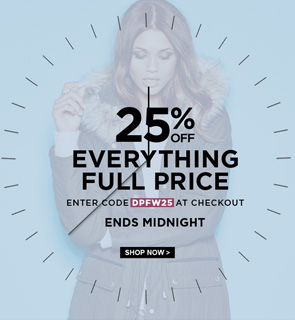 25% OFF
EVERYTHING
FULL PRICE
ENTER CODE DPFW25 AT CHECKOUT
ENDS MIDNIGHT
SHOP NOW >